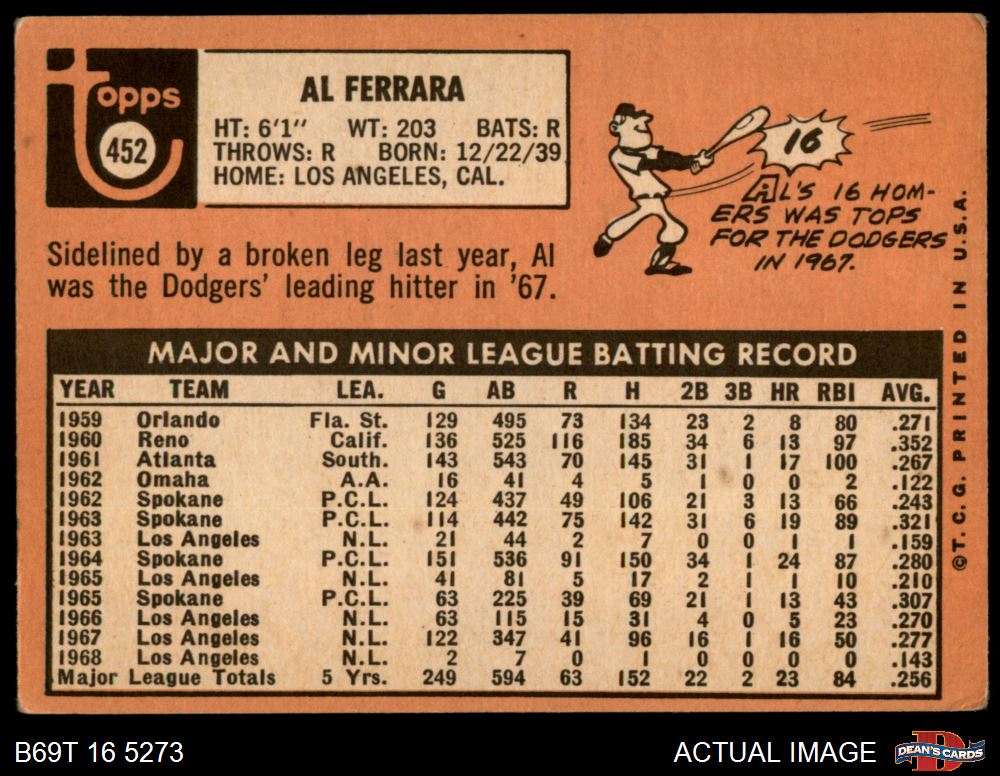 topps
452
AL FERRARA
HT: 6'1" WT: 203 BATS: R
THROWS: R BORN: 12/22/39
HOME: LOS ANGELES, CAL.
Sidelined by a broken leg last year, Al
was the Dodgers' leading hitter in '67.
16
AL'S 16 HOM-
ERS WAS TOPS
FOR THE DODGERS
IN 1967.
MAJOR AND MINOR LEAGUE BATTING RECORD
YEAR TEAM LEA. G AB R H 2B 3B HR RBI AVG.
1959 Orlando Fla. St. 129 495 73 134 23 2 8 80 .271
1960 Reno Calif. 136 525 116 185 34 6 13 97 .352
1961 Atlanta South. 143 543 70 145 31 1 17 100 .267
1962 Omaha A.A. 16 41 4 5 1 0 0 2 .122
1962 Spokane P.C.L. 124 437 49 106 21 3 13 66 .243
1963 Spokane P.C.L. 114 442 75 142 31 6 19 89 .321
1963 Los Angeles N.L. 21 44 2 7 0 0 1 1 .159
1964 Spokane P.C.L. 151 536 91 150 34 1 24 87 .280
1965 Los Angeles N.L. 41 81 5 17 2 1 1 10 .210
1965 Spokane P.C.L. 63 225 39 69 21 1 13 43 .307
1966 Los Angeles N.L. 63 115 15 31 4 0 5 23 .270
1967 Los Angeles N.L. 122 347 41 96 16 1 16 50 .277
1968 Los Angeles N.L. 2 7 0 1 0 0 0 0 .143
Major League Totals 5 Yrs. 249 594 63 152 22 2 23 84 .256
©T.C.G. PRINTED IN U.S.A.
B69T 16 5273
ACTUAL IMAGE
DEAN'S CARDS